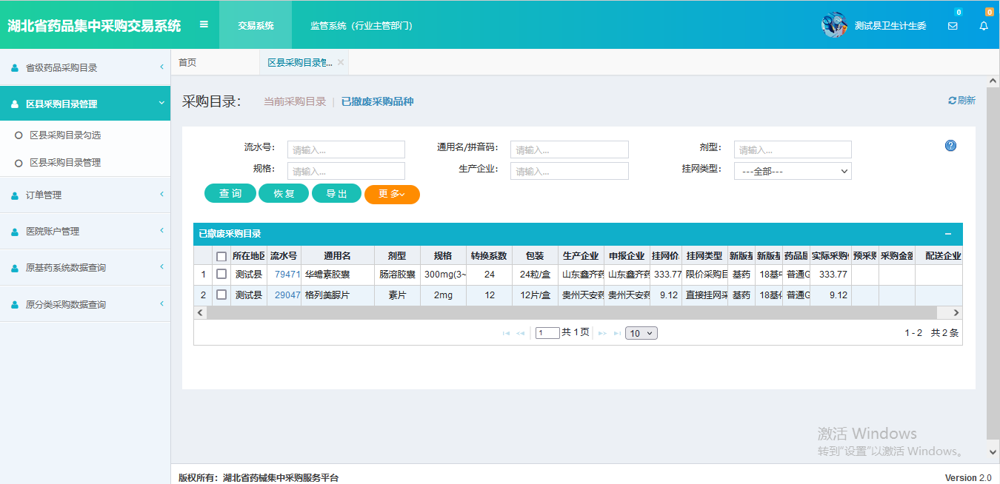 湖北省药品集中采购交易系统 交易系统 监管系统（行业主管部门） 测试县卫生计生委 0 0
省级药品采购目录
区县采购目录管理
区县采购目录勾选
区县采购目录管理
订单管理
医院账户管理
原基药系统数据查询
原分类采购数据查询
首页 区县采购目录管... ×
采购目录： 当前采购目录 | 已撤废采购品种 刷新
流水号： 请输入... 通用名/拼音码： 请输入... 剂型： 请输入...
规格： 请输入... 生产企业： 请输入... 挂网类型： ---全部---
查 询 恢 复 导 出 更 多
已撤废采购目录
所在地区 流水号 通用名 剂型 规格 转换系数 包装 生产企业 申报企业 挂网价 挂网类型 新版基 新版基 药品属 实际采购价 预采购 采购金额 配送企业
1 测试县 79471 华蟾素胶囊 肠溶胶囊 300mg(3~ 24 24粒/盒 山东鑫齐药 山东鑫齐药 333.77 限价采购目 基药 18基中 普通G 333.77
2 测试县 29047 格列美脲片 素片 2mg 12 12片/盒 贵州天安药 贵州天安药 9.12 直接挂网采 基药 18基化 普通G 9.12
1 共 1 页 10 1 - 2 共 2 条
激活 Windows
转到“设置”以激活 Windows。
版权所有：湖北省药械集中采购服务平台 Version 2.0